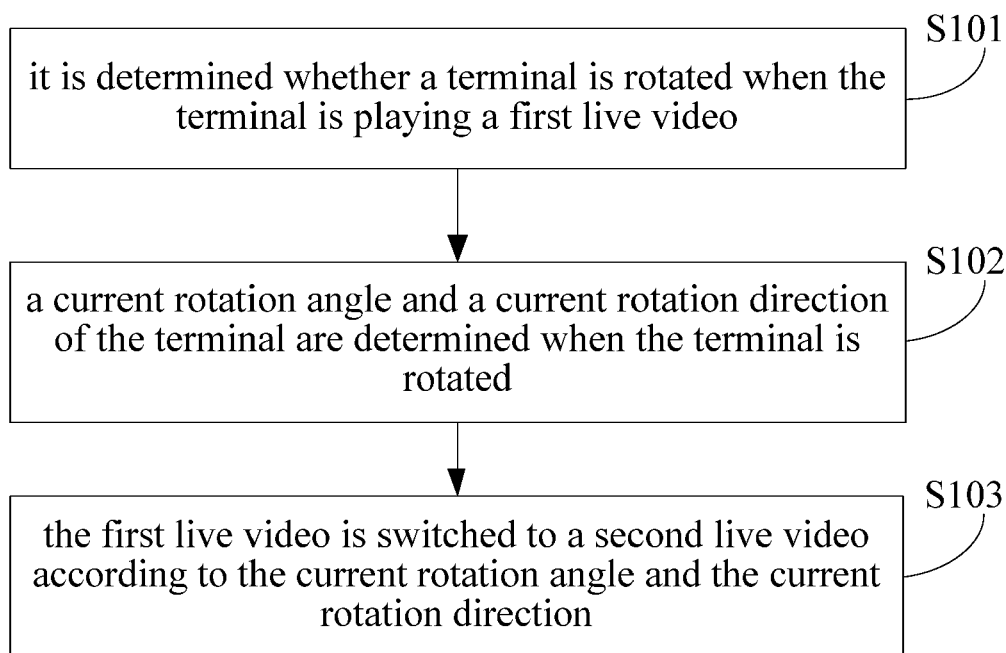 S101
it is determined whether a terminal is rotated when the
terminal is playing a first live video
S102
a current rotation angle and a current rotation direction
of the terminal are determined when the terminal is
rotated
S103
the first live video is switched to a second live video
according to the current rotation angle and the current
rotation direction